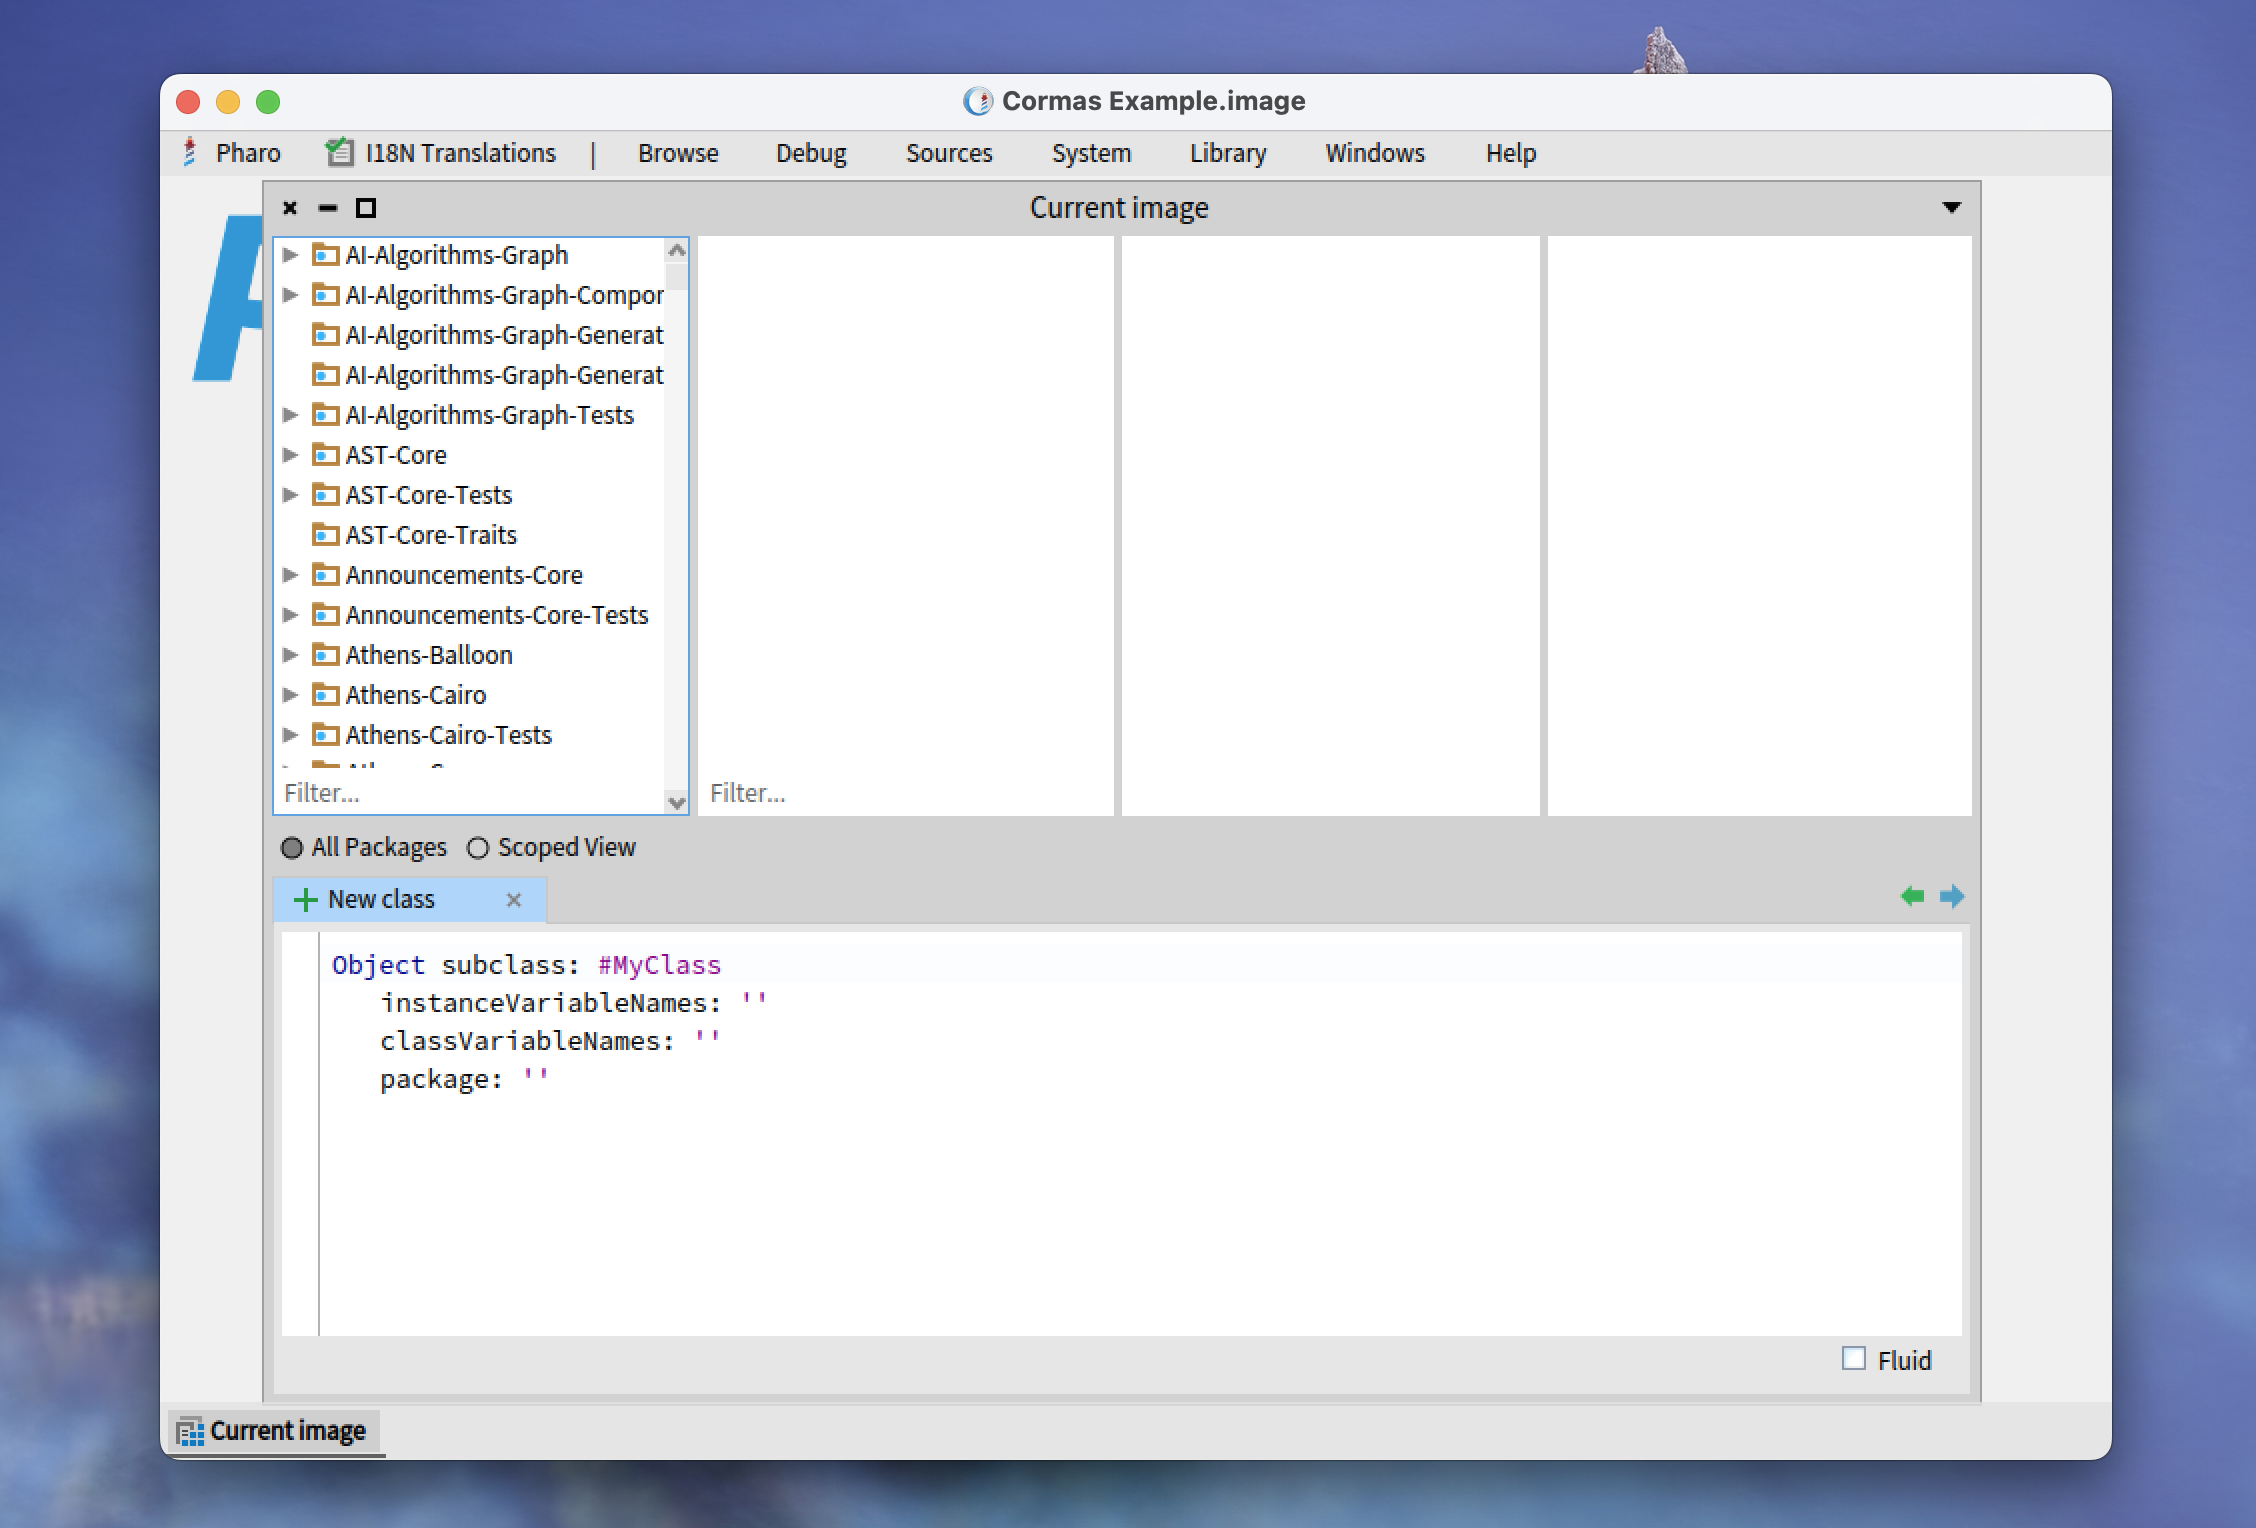 Cormas Example.image
Pharo I18N Translations | Browse Debug Sources System Library Windows Help
Current image
AI-Algorithms-Graph
AI-Algorithms-Graph-Compor
AI-Algorithms-Graph-Generat
AI-Algorithms-Graph-Generat
AI-Algorithms-Graph-Tests
AST-Core
AST-Core-Tests
AST-Core-Traits
Announcements-Core
Announcements-Core-Tests
Athens-Balloon
Athens-Cairo
Athens-Cairo-Tests
Filter... Filter...
All Packages Scoped View
New class
Object subclass: #MyClass
instanceVariableNames: ''
classVariableNames: ''
package: ''
Fluid
Current image